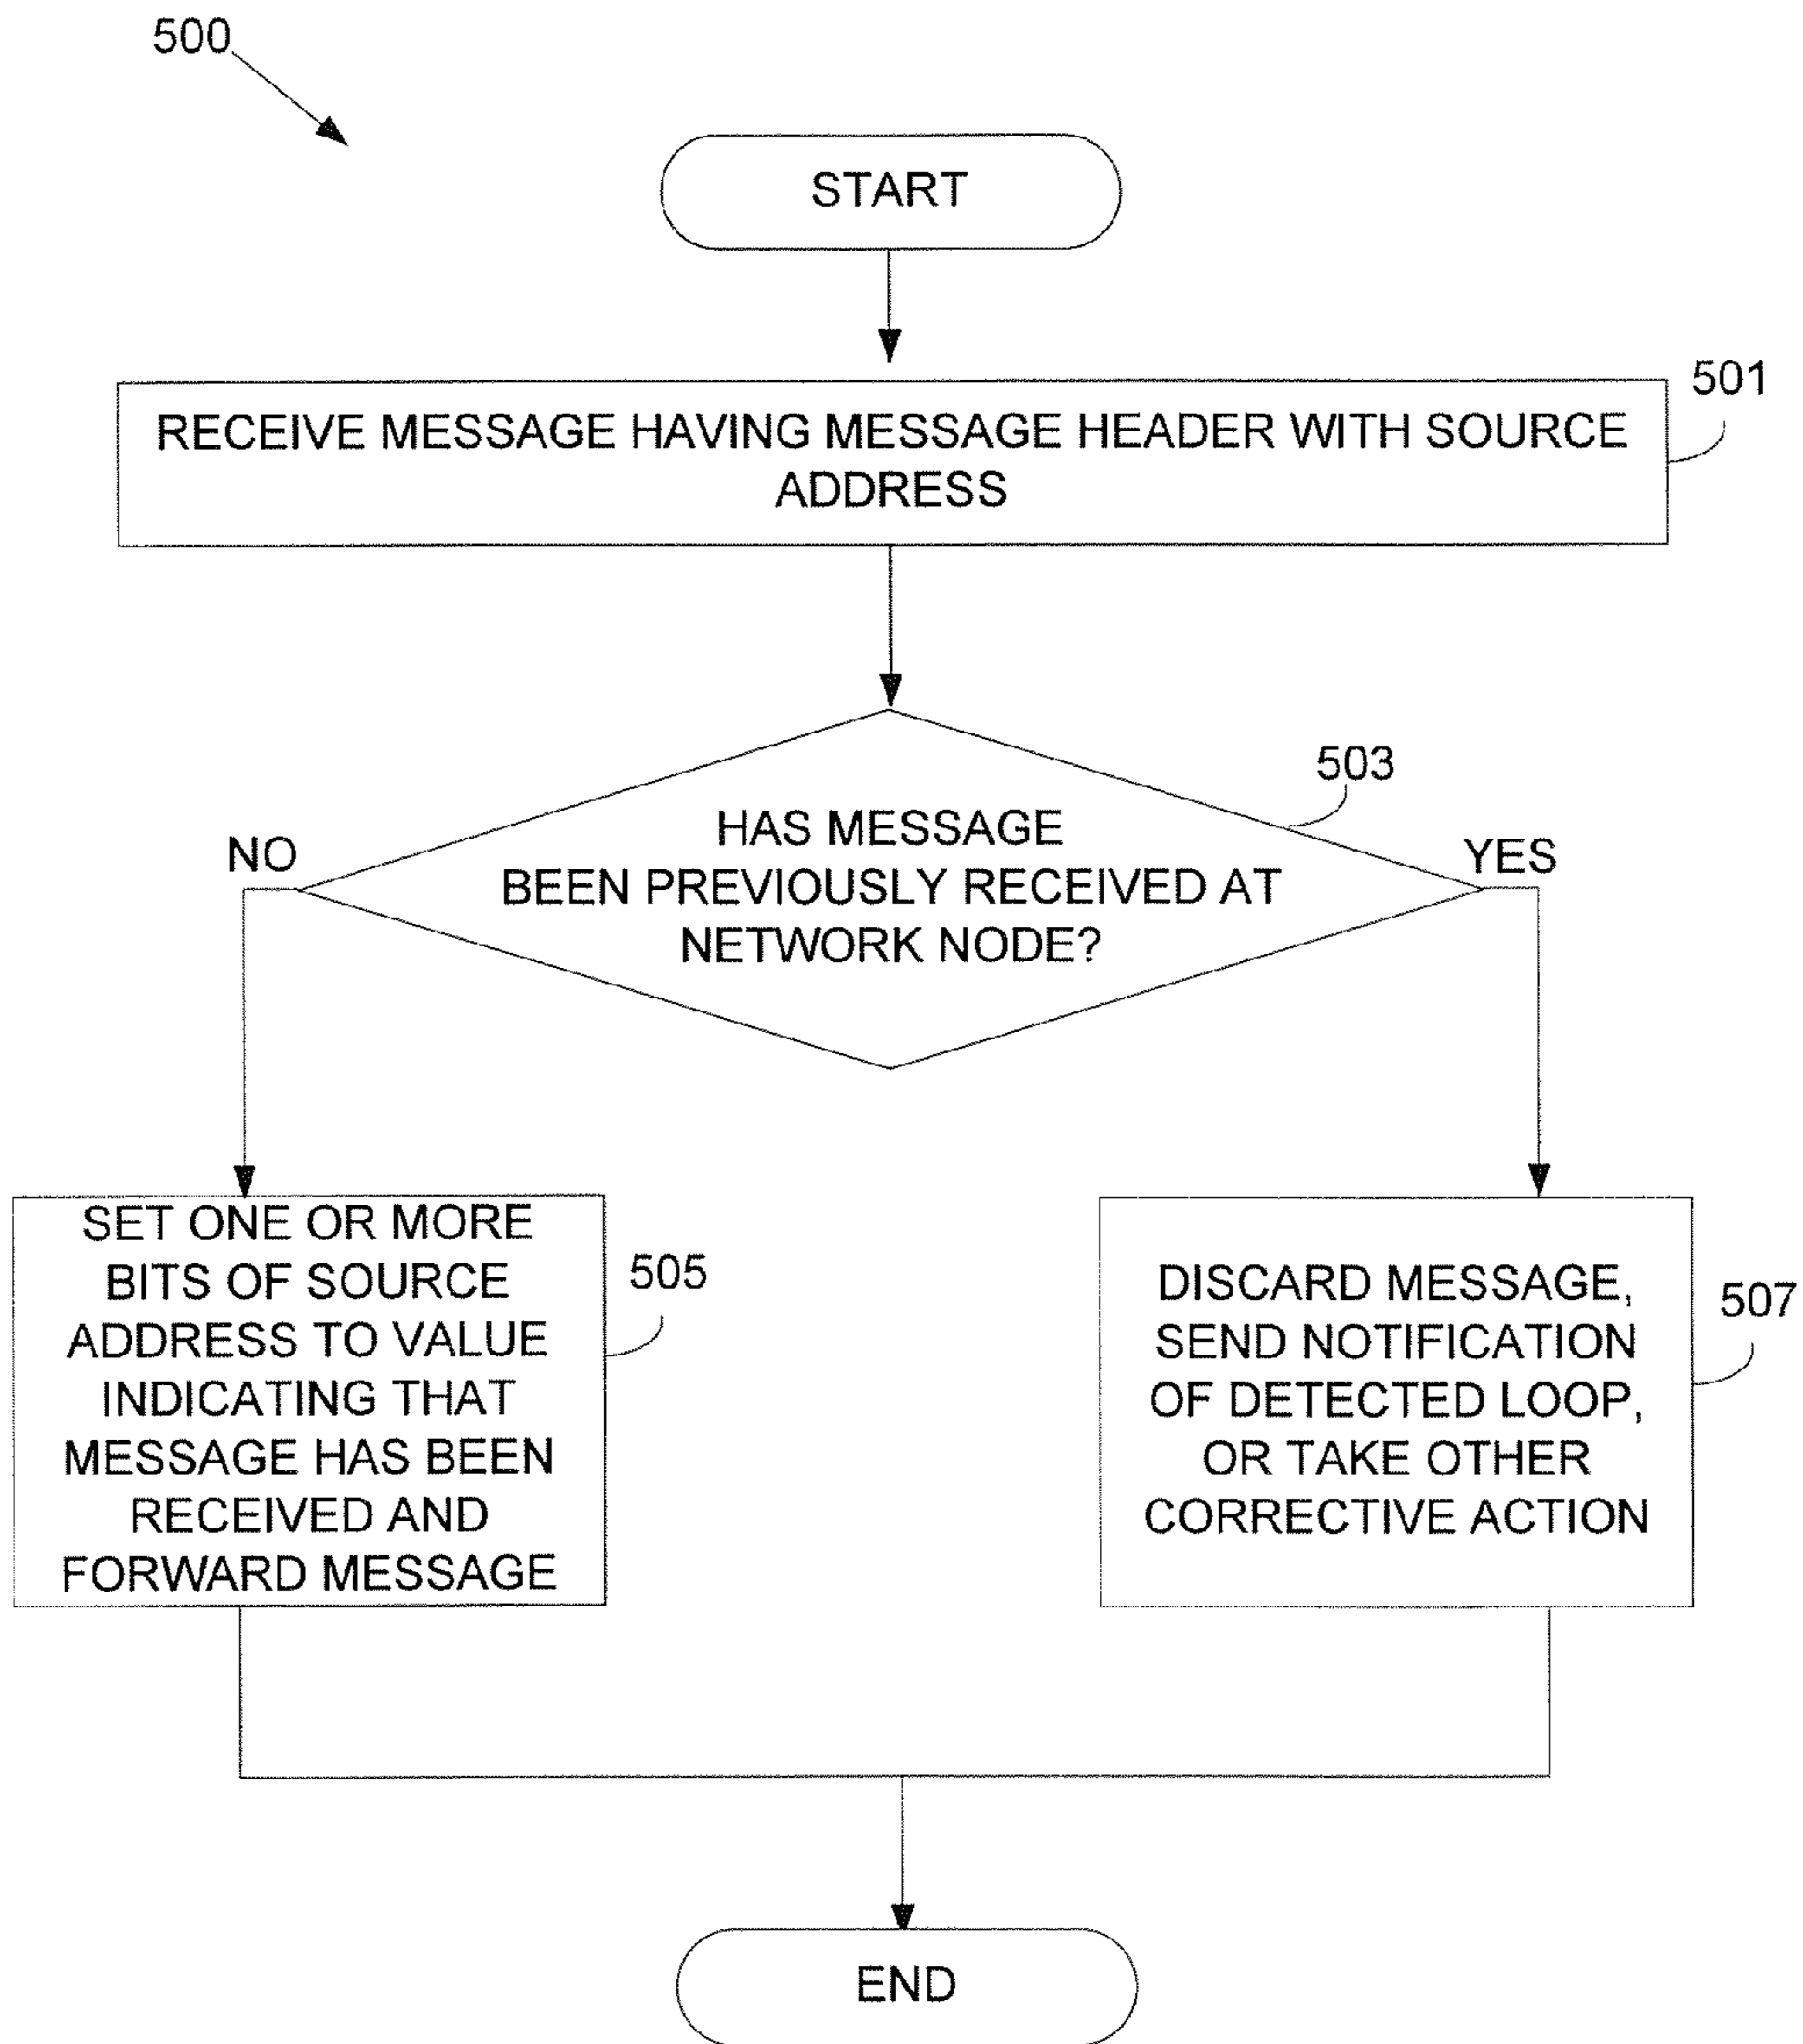 500
START
501
RECEIVE MESSAGE HAVING MESSAGE HEADER WITH SOURCE
ADDRESS
503
HAS MESSAGE
BEEN PREVIOUSLY RECEIVED AT
NETWORK NODE?
NO
YES
SET ONE OR MORE
BITS OF SOURCE
ADDRESS TO VALUE
INDICATING THAT
MESSAGE HAS BEEN
RECEIVED AND
FORWARD MESSAGE
505
DISCARD MESSAGE,
SEND NOTIFICATION
OF DETECTED LOOP,
OR TAKE OTHER
CORRECTIVE ACTION
507
END